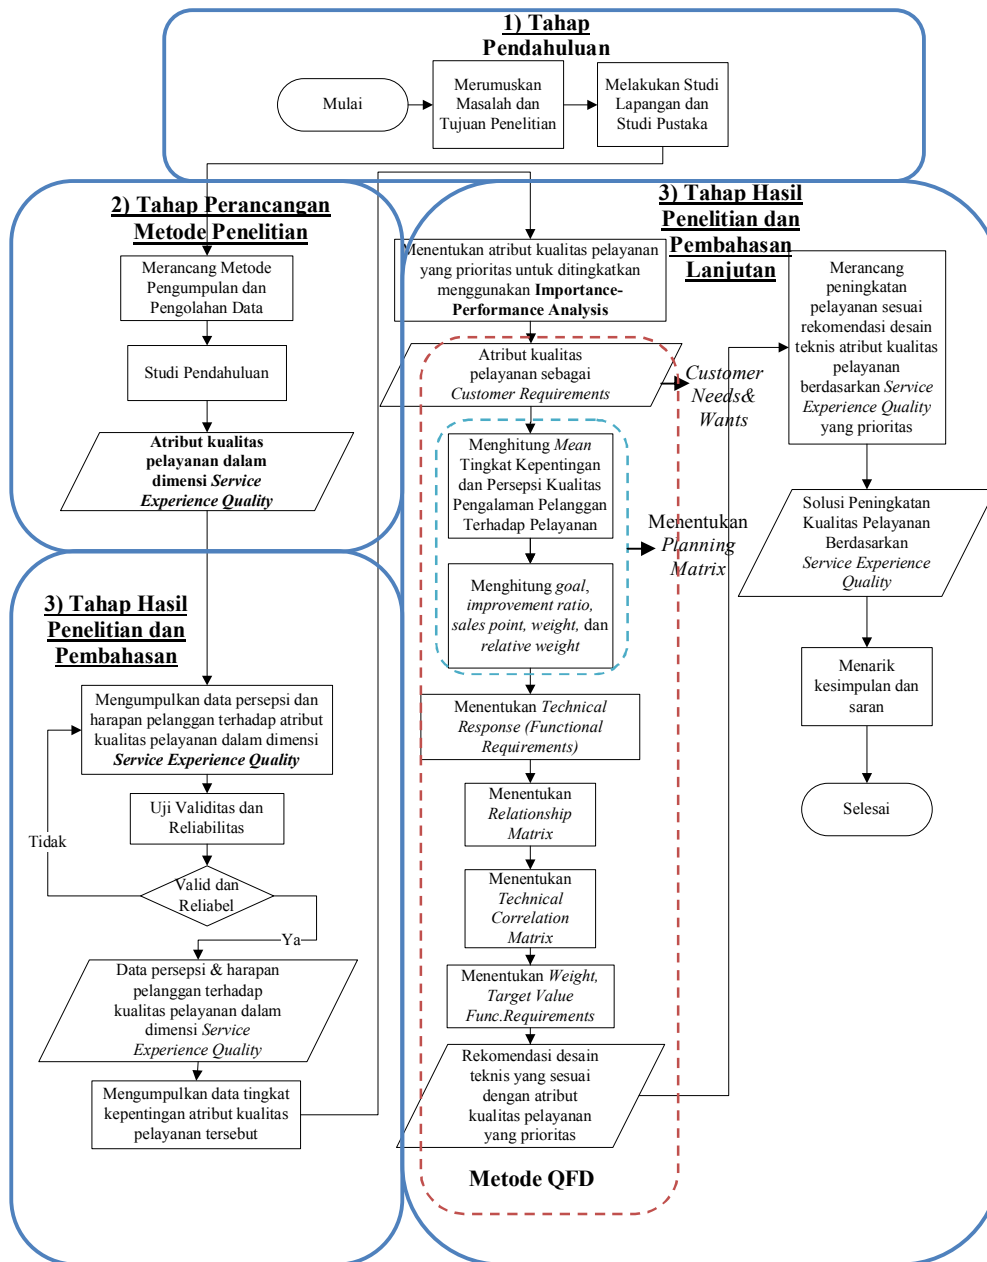 1) Tahap
Pendahuluan
Mulai
Merumuskan
Masalah dan
Tujuan Penelitian
Melakukan Studi
Lapangan dan
Studi Pustaka
2) Tahap Perancangan
Metode Penelitian
Merancang Metode
Pengumpulan dan
Pengolahan Data
Studi Pendahuluan
Atribut kualitas
pelayanan dalam
dimensi Service
Experience Quality
3) Tahap Hasil
Penelitian dan
Pembahasan
Mengumpulkan data persepsi dan
harapan pelanggan terhadap atribut
kualitas pelayanan dalam dimensi
Service Experience Quality
Uji Validitas dan
Reliabilitas
Tidak
Valid dan
Reliabel
Ya
Data persepsi & harapan
pelanggan terhadap
kualitas pelayanan dalam
dimensi Service
Experience Quality
Mengumpulkan data tingkat
kepentingan atribut kualitas
pelayanan tersebut
3) Tahap Hasil
Penelitian dan
Pembahasan
Lanjutan
Menentukan atribut kualitas pelayanan
yang prioritas untuk ditingkatkan
menggunakan Importance-
Performance Analysis
Atribut kualitas
pelayanan sebagai
Customer Requirements
Customer
Needs&
Wants
Menghitung Mean
Tingkat Kepentingan
dan Persepsi Kualitas
Pengalaman Pelanggan
Terhadap Pelayanan
Menentukan
Planning
Matrix
Menghitung goal,
improvement ratio,
sales point, weight, dan
relative weight
Menentukan Technical
Response (Functional
Requirements)
Menentukan
Relationship
Matrix
Menentukan
Technical
Correlation
Matrix
Menentukan Weight,
Target Value
Func.Requirements
Rekomendasi desain
teknis yang sesuai
dengan atribut
kualitas pelayanan
yang prioritas
Metode QFD
Merancang
peningkatan
pelayanan sesuai
rekomendasi desain
teknis atribut kualitas
pelayanan
berdasarkan Service
Experience Quality
yang prioritas
Solusi Peningkatan
Kualitas Pelayanan
Berdasarkan
Service Experience
Quality
Menarik
kesimpulan dan
saran
Selesai